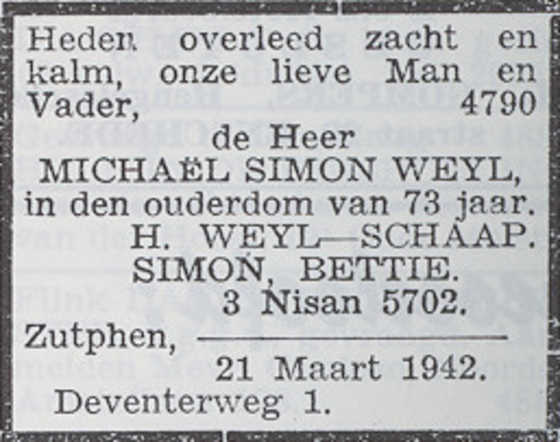 Heden overleed zacht en
kalm, onze lieve Man en
Vader, 4790
de Heer
MICHAËL SIMON WEYL,
in den ouderdom van 73 jaar.
H. WEYL—SCHAAP.
SIMON, BETTIE.
3 Nisan 5702.
Zutphen, ————
21 Maart 1942.
Deventerweg 1.